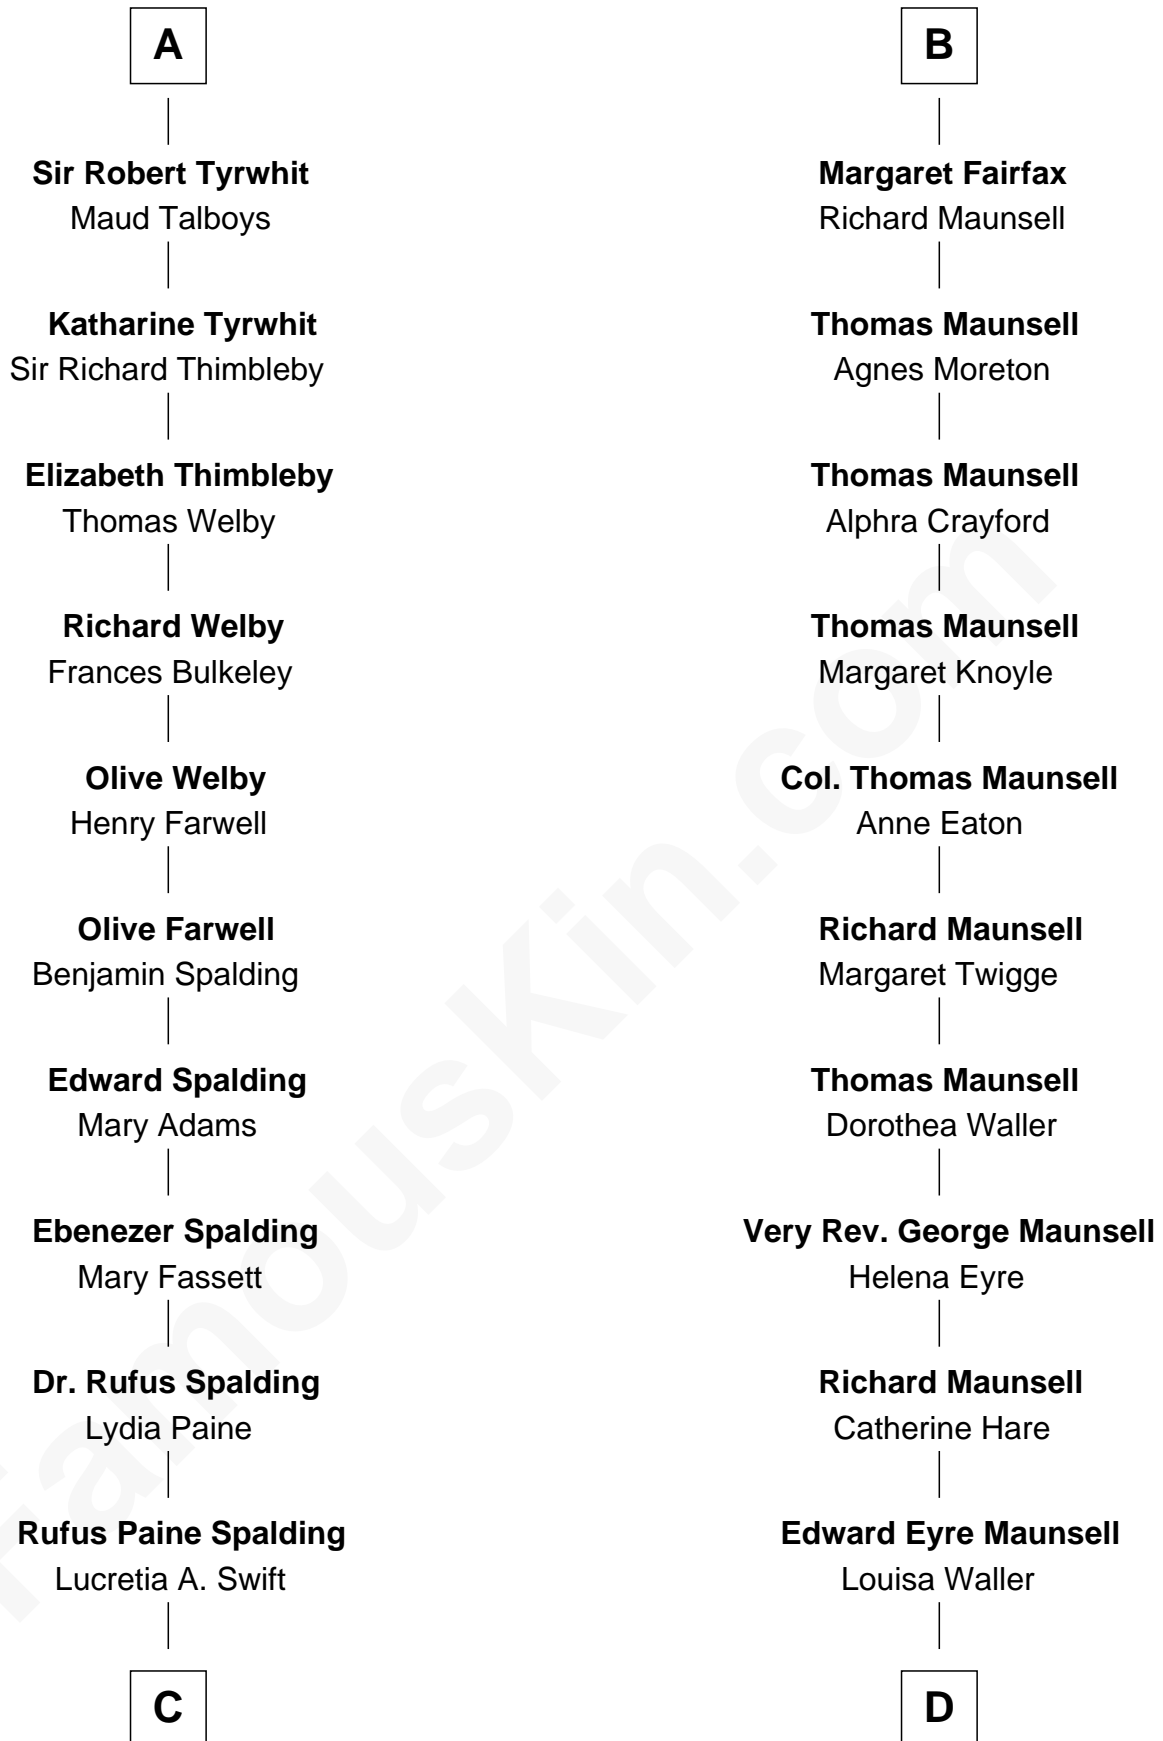 A
Sir Robert Tyrwhit
Maud Talboys
Katharine Tyrwhit
Sir Richard Thimbleby
Elizabeth Thimbleby
Thomas Welby
Richard Welby
Frances Bulkeley
Olive Welby
Henry Farwell
Olive Farwell
Benjamin Spalding
Edward Spalding
Mary Adams
Ebenezer Spalding
Mary Fassett
Dr. Rufus Spalding
Lydia Paine
Rufus Paine Spalding
Lucretia A. Swift
C
B
Margaret Fairfax
Richard Maunsell
Thomas Maunsell
Agnes Moreton
Thomas Maunsell
Alphra Crayford
Thomas Maunsell
Margaret Knoyle
Col. Thomas Maunsell
Anne Eaton
Richard Maunsell
Margaret Twigge
Thomas Maunsell
Dorothea Waller
Very Rev. George Maunsell
Helena Eyre
Richard Maunsell
Catherine Hare
Edward Eyre Maunsell
Louisa Waller
D
FamousKin.com